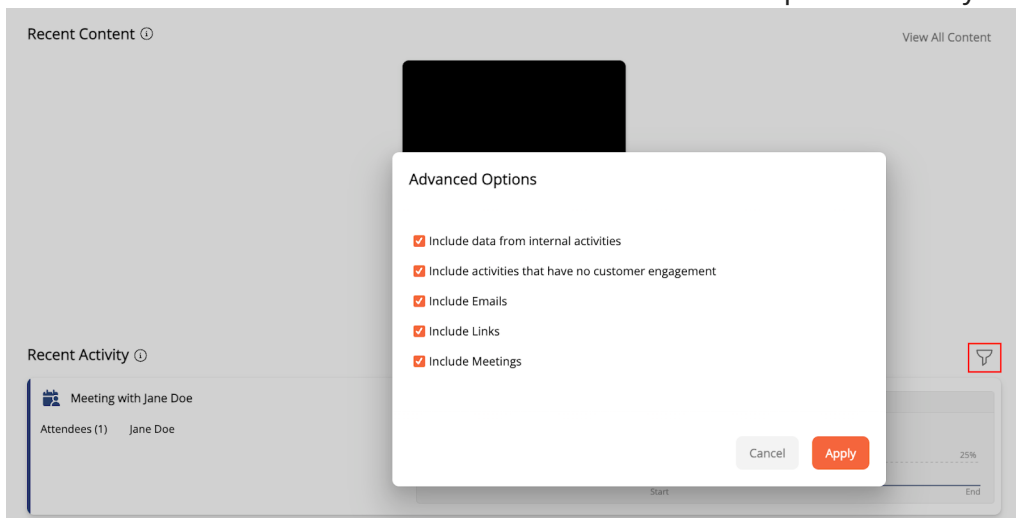 Recent Content
View All Content
Advanced Options
Include data from internal activities
Include activities that have no customer engagement
Include Emails
Include Links
Include Meetings
Recent Activity
Meeting with Jane Doe
Attendees (1) Jane Doe
Cancel
Apply
25%
Start
End